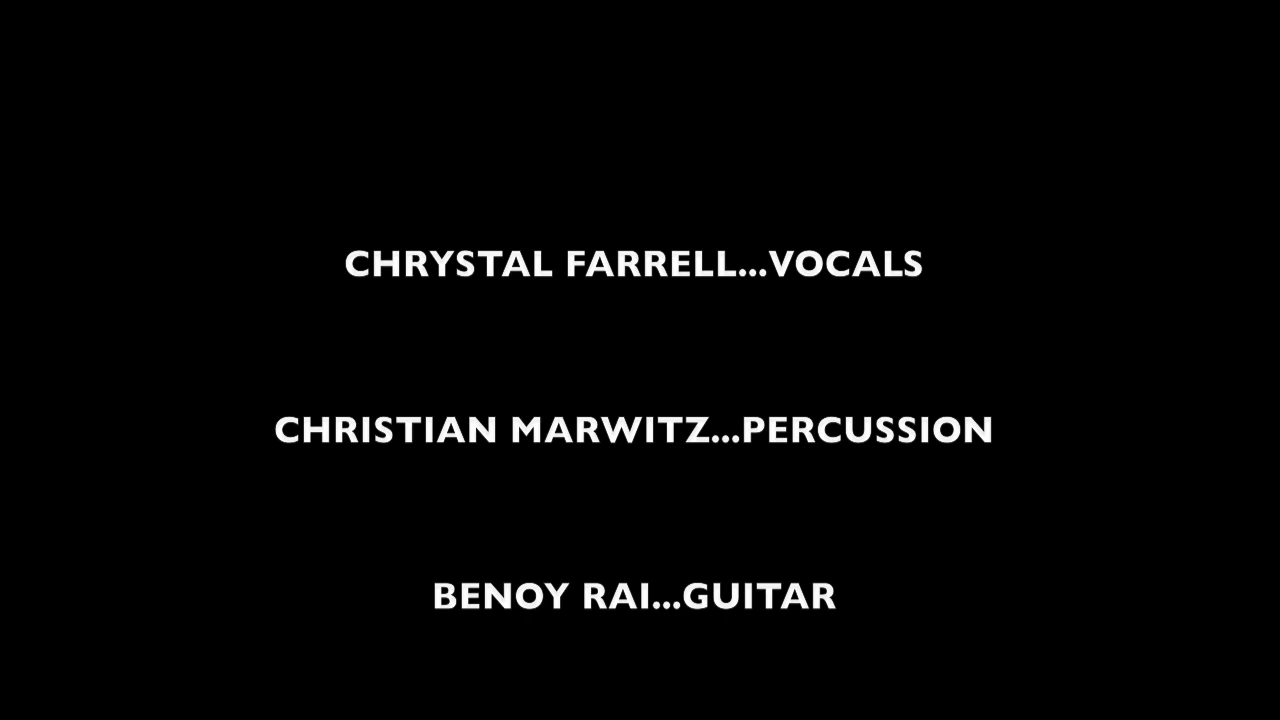 CHRYSTAL FARRELL...VOCALS
CHRISTIAN MARWITZ...PERCUSSION
BENOY RAI...GUITAR